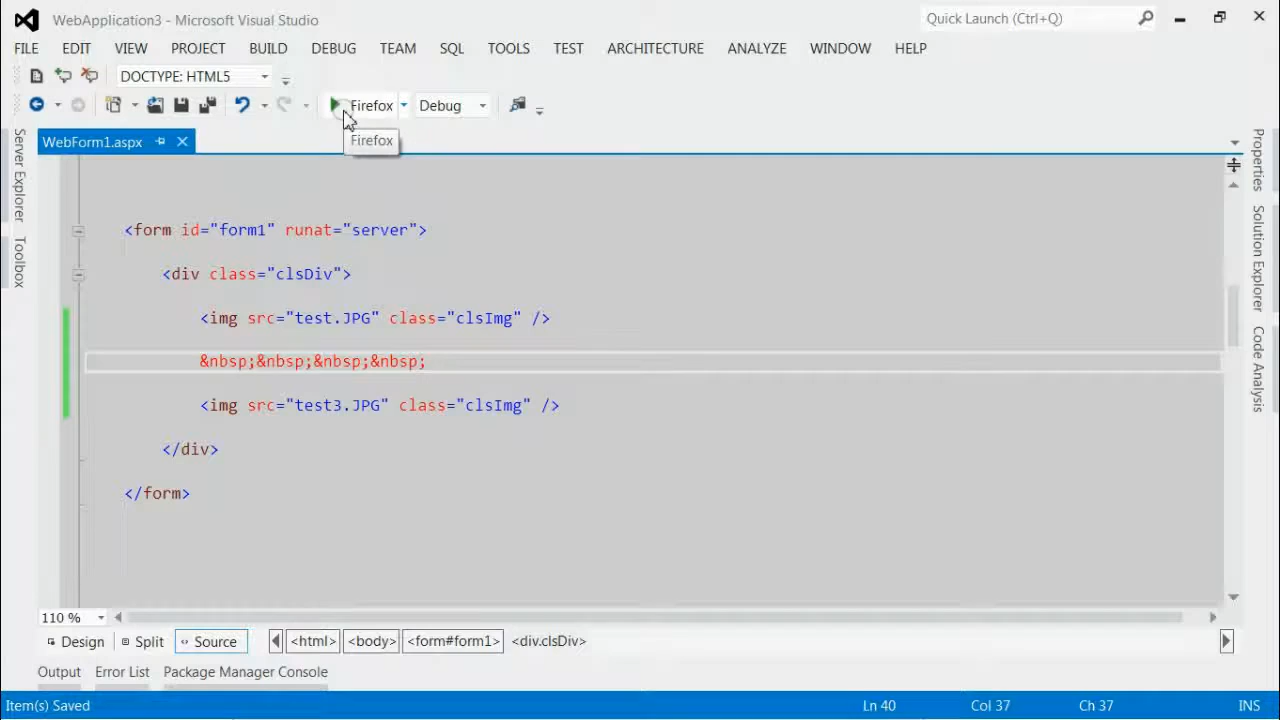 WebApplication3 - Microsoft Visual Studio
Quick Launch (Ctrl+Q)
FILE EDIT VIEW PROJECT BUILD DEBUG TEAM SQL TOOLS TEST ARCHITECTURE ANALYZE WINDOW HELP
DOCTYPE: HTML5
Firefox Debug
Firefox
WebForm1.aspx
Server Explorer
Toolbox
Properties
Solution Explorer
Code Analysis
<form id="form1" runat="server">
<div class="clsDiv">
<img src="test.JPG" class="clsImg" />
&nbsp;&nbsp;&nbsp;&nbsp;
<img src="test3.JPG" class="clsImg" />
</div>
</form>
110 %
Design Split Source <html> <body> <form#form1> <div.clsDiv>
Output Error List Package Manager Console
Item(s) Saved Ln 40 Col 37 Ch 37 INS